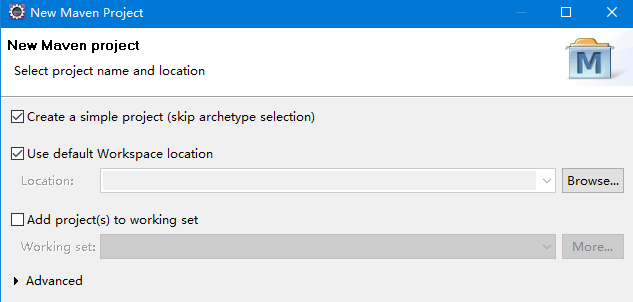 New Maven Project
New Maven project
Select project name and location
M
Create a simple project (skip archetype selection)
Use default Workspace location
Location:
Browse...
Add project(s) to working set
Working set:
More...
Advanced